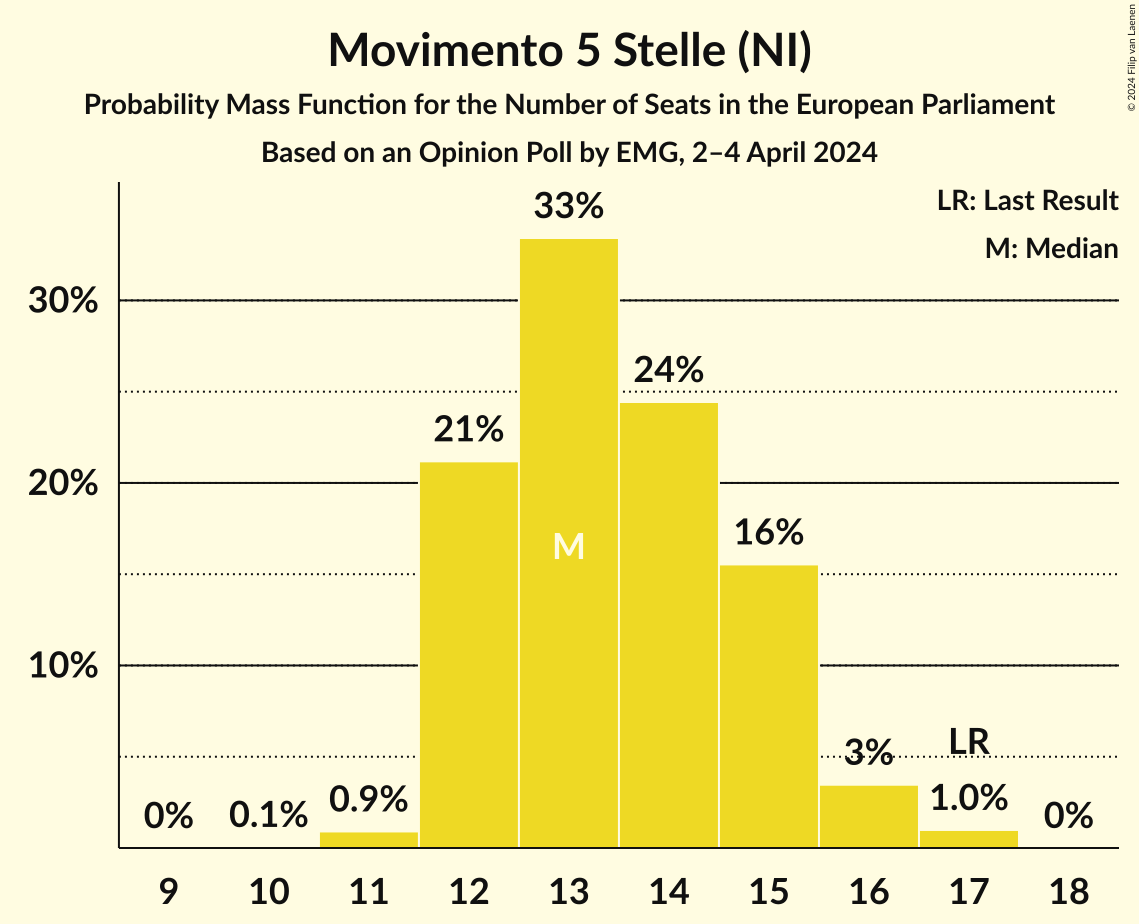 Movimento 5 Stelle (NI)
Probability Mass Function for the Number of Seats in the European Parliament
Based on an Opinion Poll by EMG, 2–4 April 2024
© 2024 Filip van Laenen
LR: Last Result
M: Median
30%
20%
10%
0%
0.1%
0.9%
21%
33%
M
24%
16%
3%
LR
1.0%
0%
9 10 11 12 13 14 15 16 17 18